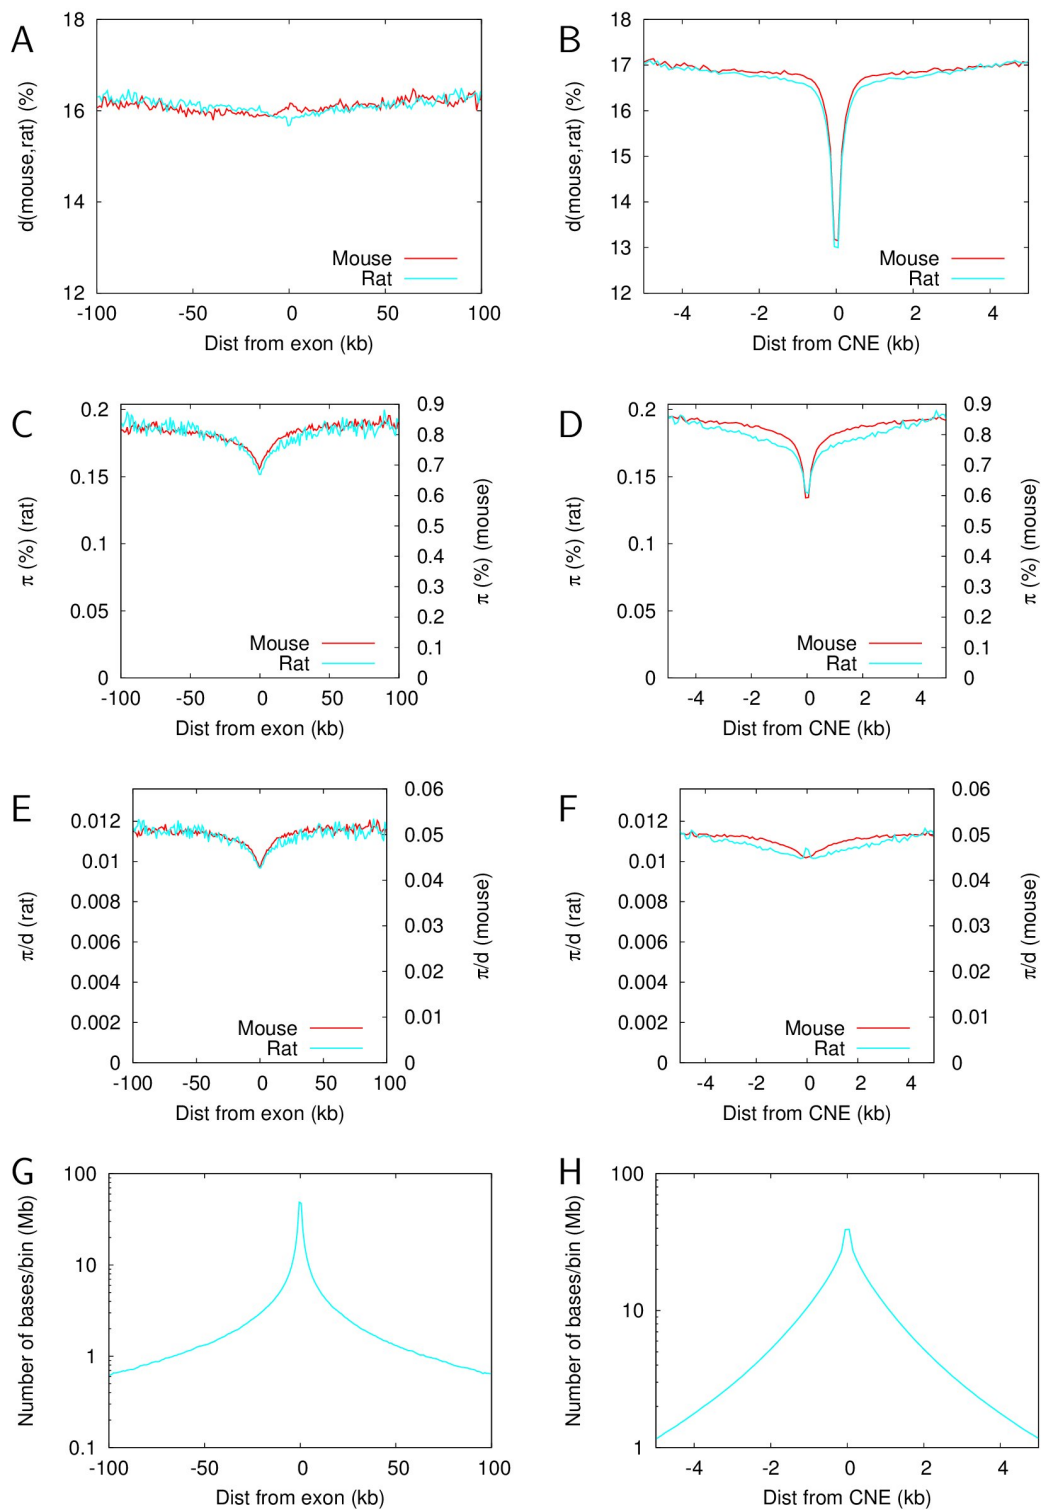 A
18
16
14
12
d(mouse,rat) (%)
Mouse
Rat
-100 -50 0 50 100
Dist from exon (kb)
B
18
17
16
15
14
13
12
d(mouse,rat) (%)
Mouse
Rat
-4 -2 0 2 4
Dist from CNE (kb)
C
0.2
0.15
0.1
0.05
0
π (%) (rat)
0.9
0.8
0.7
0.6
0.5
0.4
0.3
0.2
0.1
0
π (%) (mouse)
Mouse
Rat
-100 -50 0 50 100
Dist from exon (kb)
D
0.2
0.15
0.1
0.05
0
π (%) (rat)
0.9
0.8
0.7
0.6
0.5
0.4
0.3
0.2
0.1
0
π (%) (mouse)
Mouse
Rat
-4 -2 0 2 4
Dist from CNE (kb)
E
0.012
0.01
0.008
0.006
0.004
0.002
0
π/d (rat)
0.06
0.05
0.04
0.03
0.02
0.01
0
π/d (mouse)
Mouse
Rat
-100 -50 0 50 100
Dist from exon (kb)
F
0.012
0.01
0.008
0.006
0.004
0.002
0
π/d (rat)
0.06
0.05
0.04
0.03
0.02
0.01
0
π/d (mouse)
Mouse
Rat
-4 -2 0 2 4
Dist from CNE (kb)
G
100
10
1
0.1
Number of bases/bin (Mb)
-100 -50 0 50 100
Dist from exon (kb)
H
100
10
1
Number of bases/bin (Mb)
-4 -2 0 2 4
Dist from CNE (kb)